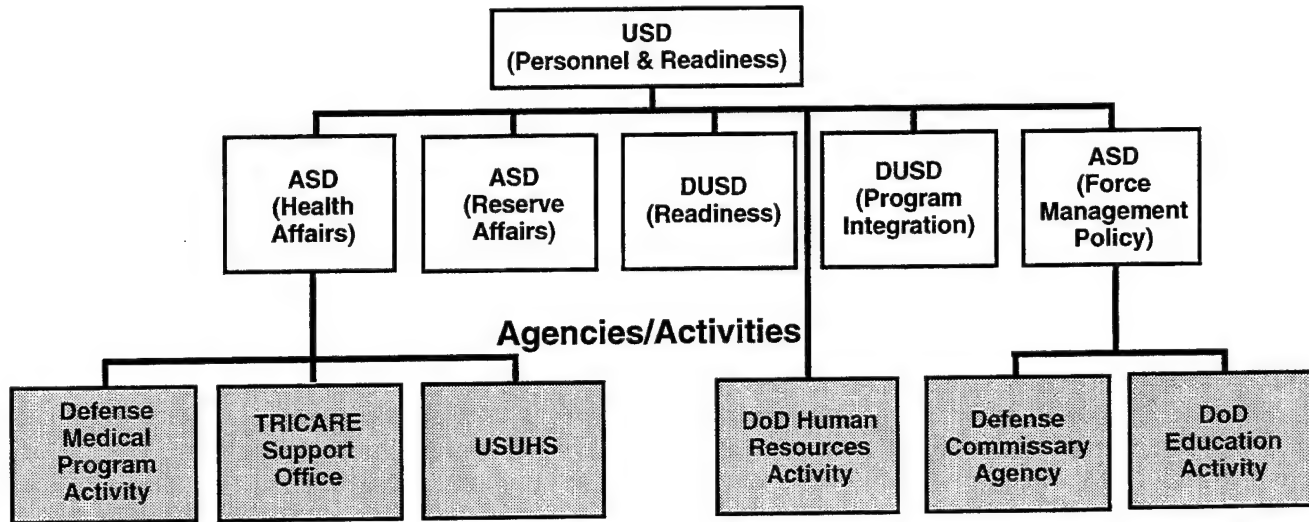 USD
(Personnel & Readiness)
ASD
(Health
Affairs)
ASD
(Reserve
Affairs)
DUSD
(Readiness)
DUSD
(Program
Integration)
ASD
(Force
Management
Policy)
Agencies/Activities
Defense
Medical
Program
Activity
TRICARE
Support
Office
USUHS
DoD Human
Resources
Activity
Defense
Commissary
Agency
DoD
Education
Activity